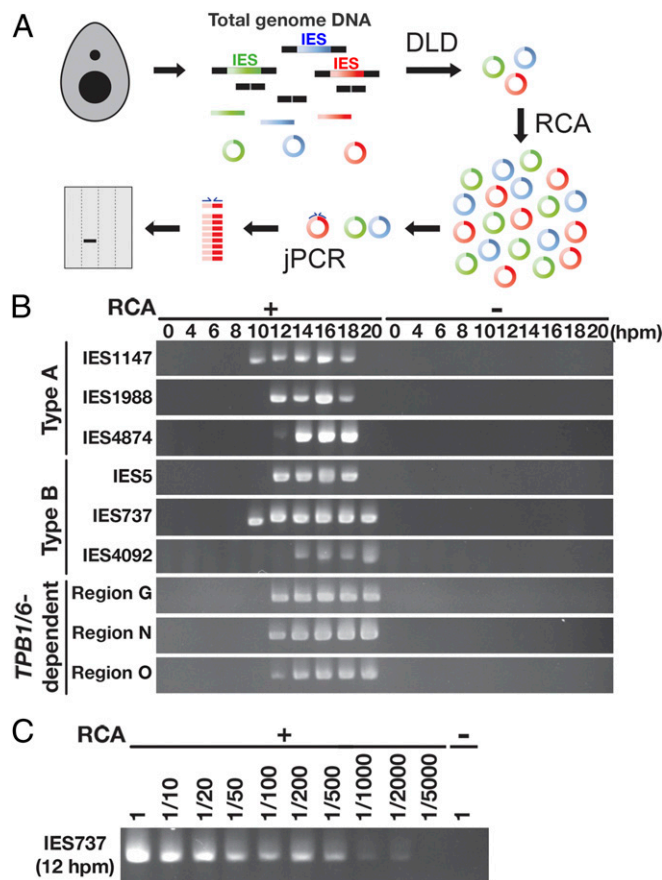 A
Total genome DNA
IES
IES
IES
DLD
RCA
jPCR
B
RCA + -
0 4 6 8 10 12 14 16 18 20 0 4 6 8 10 12 14 16 18 20 (hpm)
Type A
IES1147
IES1988
IES4874
Type B
IES5
IES737
IES4092
TPB1/6-
dependent
Region G
Region N
Region O
C
RCA + -
1 1/10 1/20 1/50 1/100 1/200 1/500 1/1000 1/2000 1/5000 1
IES737
(12 hpm)